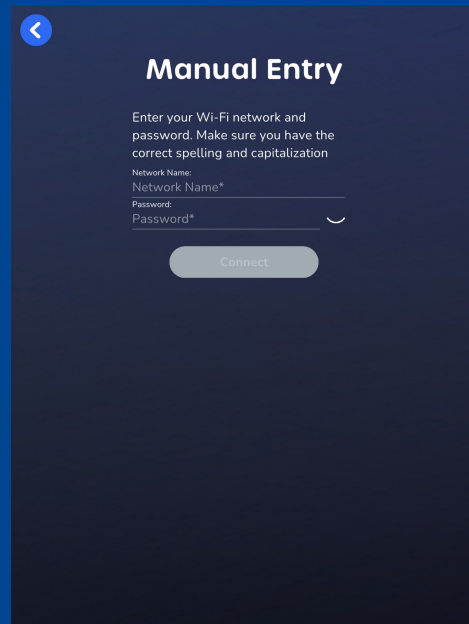 Manual Entry
Enter your Wi-Fi network and
password. Make sure you have the
correct spelling and capitalization
Network Name:
Network Name*
Password:
Password*
Connect